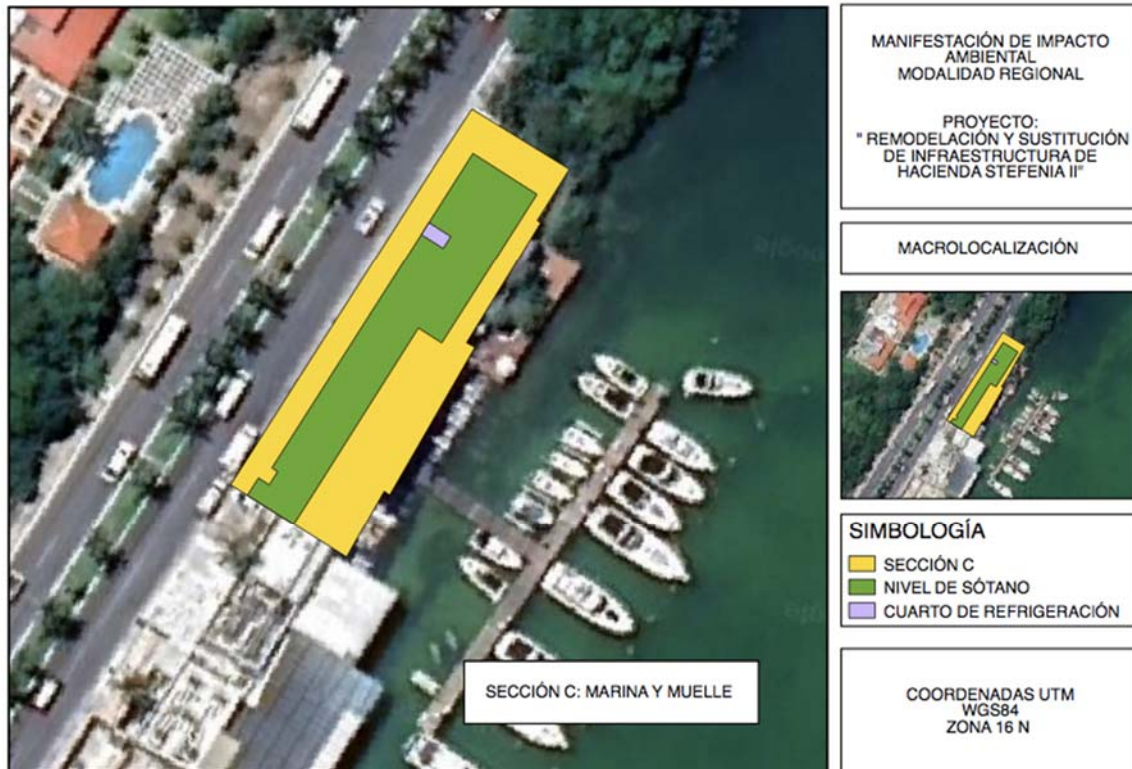 MANIFESTACIÓN DE IMPACTO
AMBIENTAL
MODALIDAD REGIONAL
PROYECTO:
" REMODELACIÓN Y SUSTITUCIÓN
DE INFRAESTRUCTURA DE
HACIENDA STEFENIA II"
MACROLOCALIZACIÓN
SIMBOLOGÍA
SECCIÓN C
NIVEL DE SÓTANO
CUARTO DE REFRIGERACIÓN
SECCIÓN C: MARINA Y MUELLE
COORDENADAS UTM
WGS84
ZONA 16 N